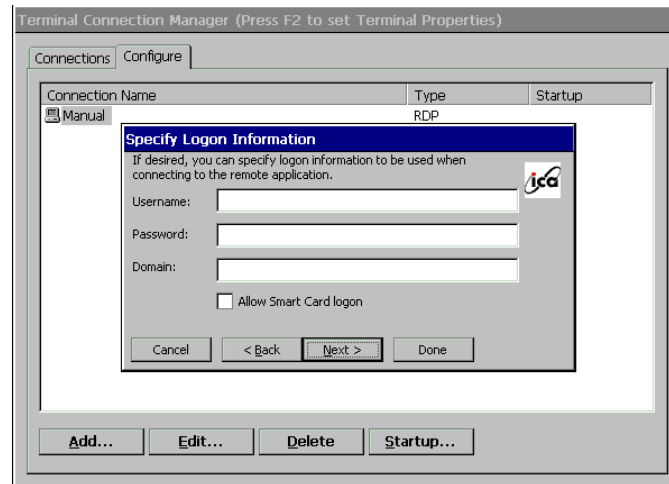 Terminal Connection Manager (Press F2 to set Terminal Properties)
Connections Configure
Connection Name Type Startup
Manual RDP
Specify Logon Information
If desired, you can specify logon information to be used when
connecting to the remote application.
ica
Username:
Password:
Domain:
Allow Smart Card logon
Cancel < Back Next > Done
Add... Edit... Delete Startup...